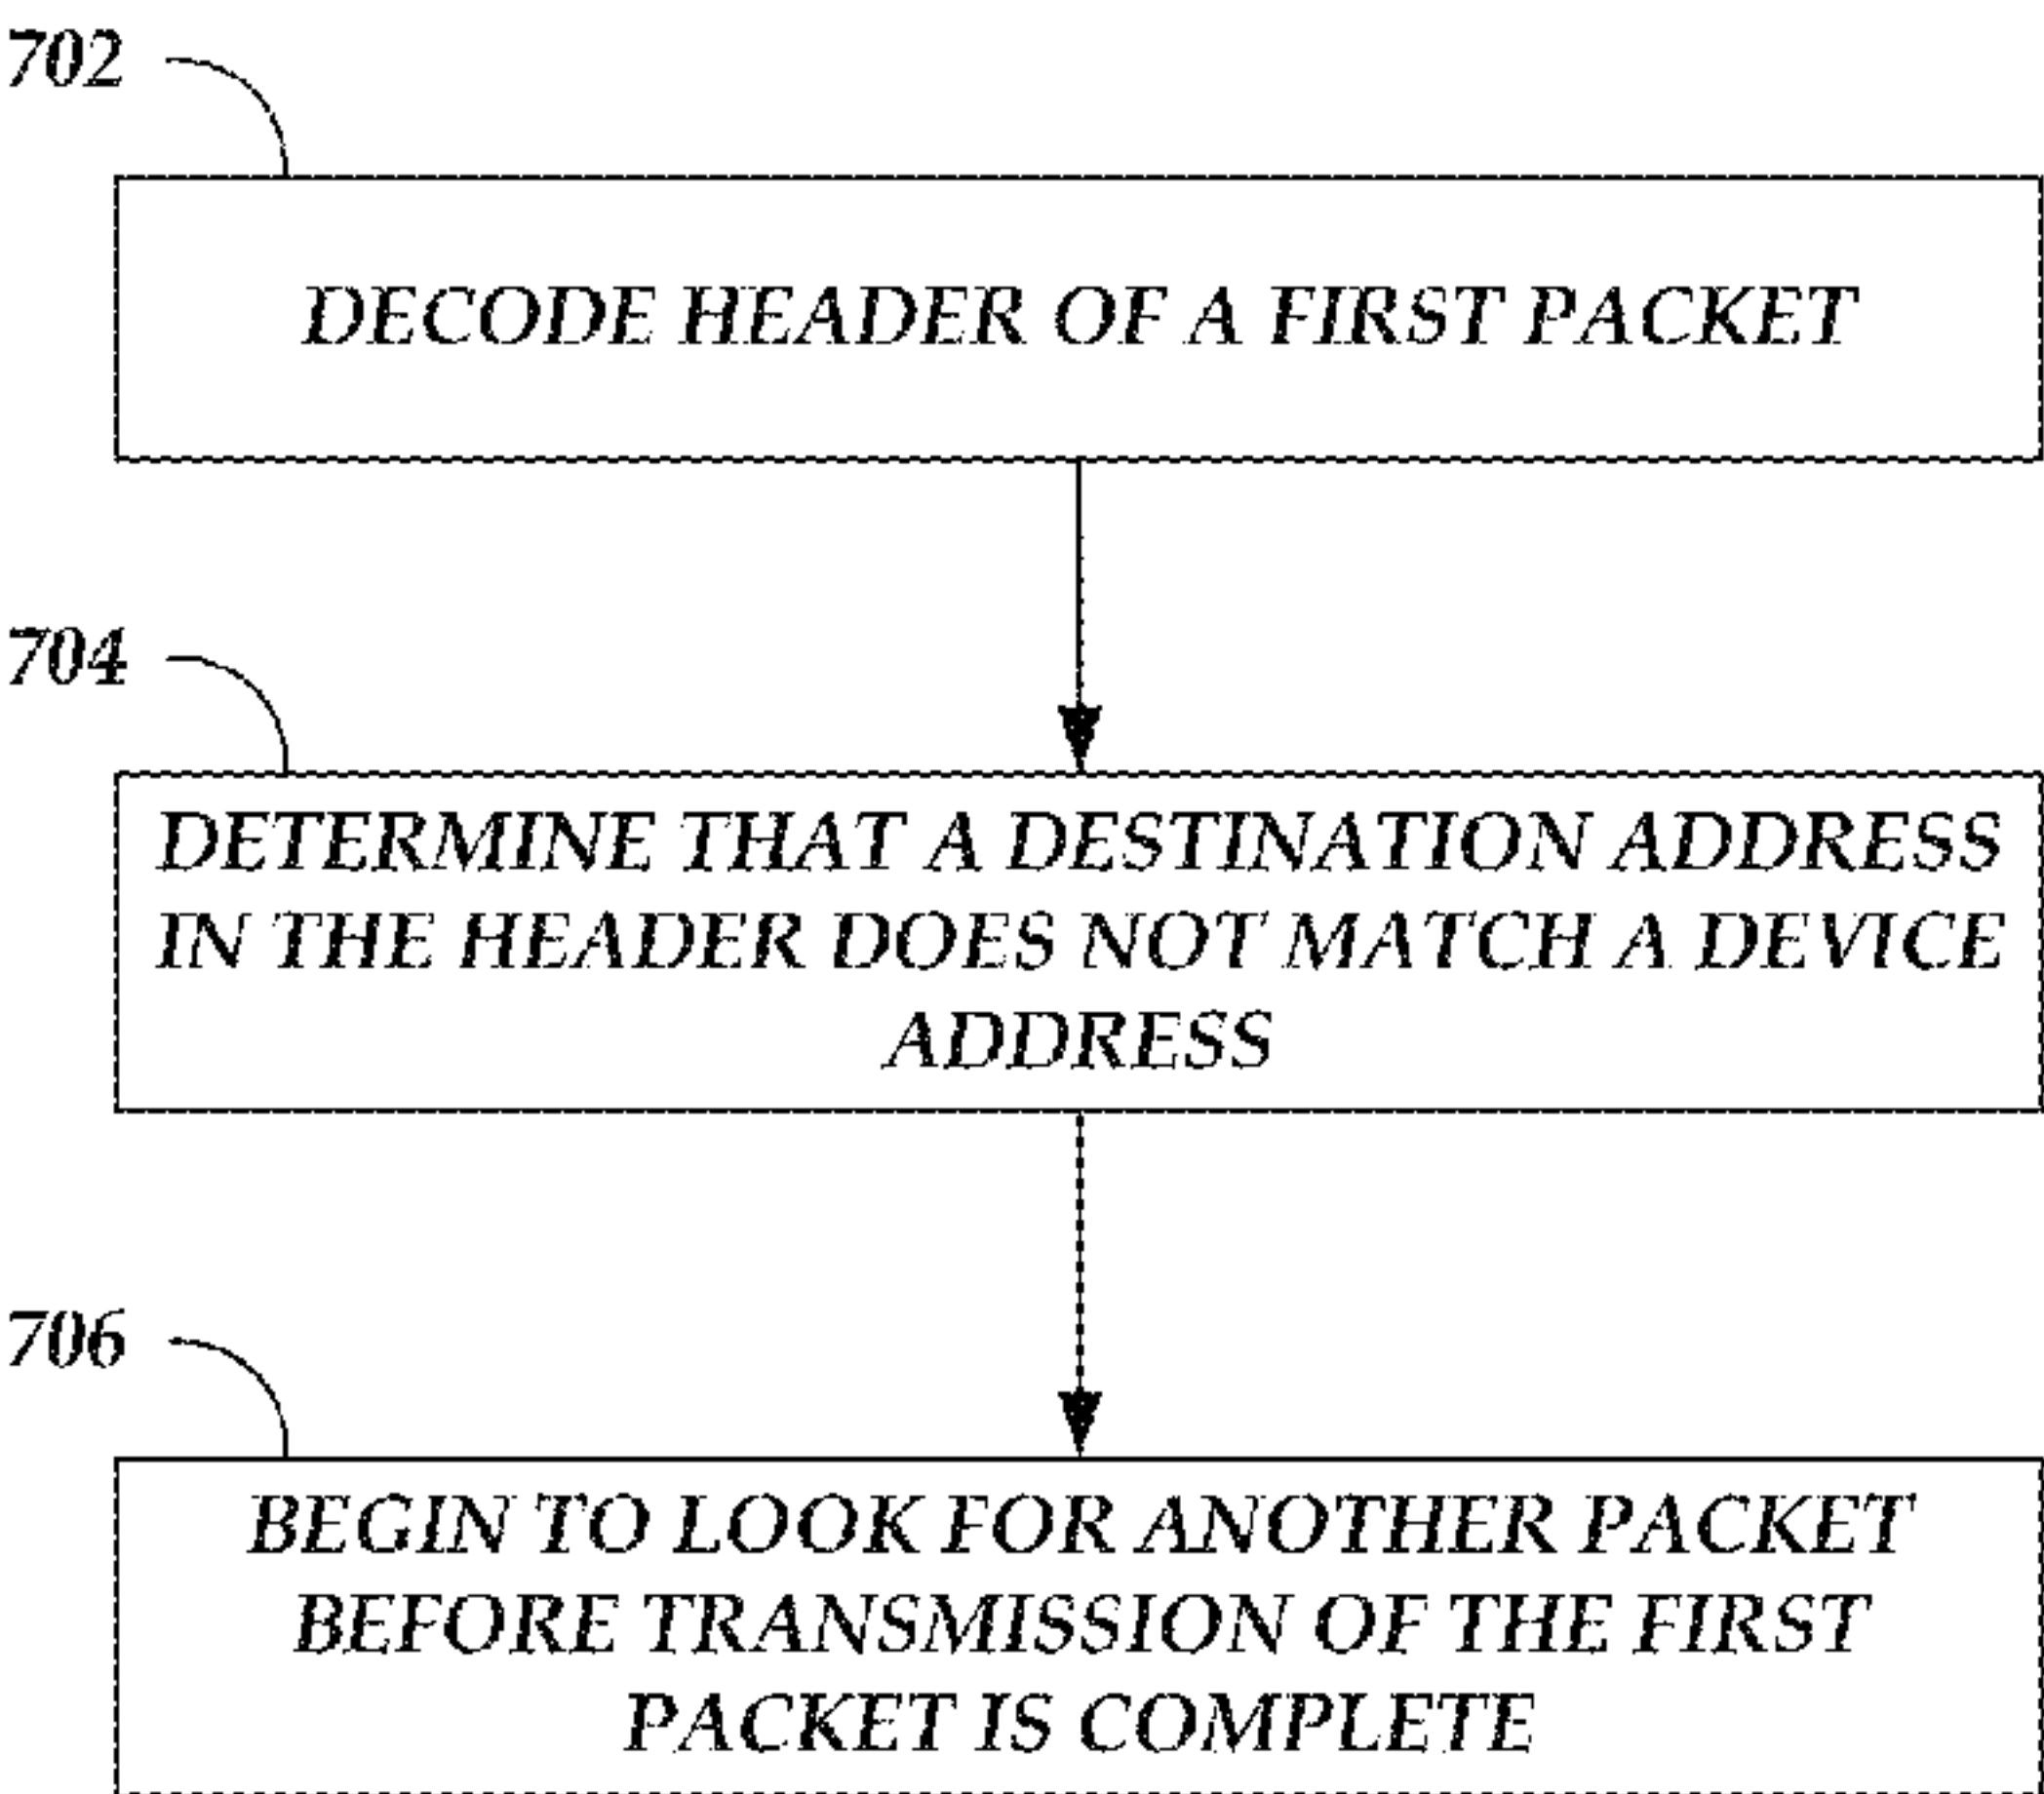 702
DECODE HEADER OF A FIRST PACKET
704
DETERMINE THAT A DESTINATION ADDRESS
IN THE HEADER DOES NOT MATCH A DEVICE
ADDRESS
706
BEGIN TO LOOK FOR ANOTHER PACKET
BEFORE TRANSMISSION OF THE FIRST
PACKET IS COMPLETE